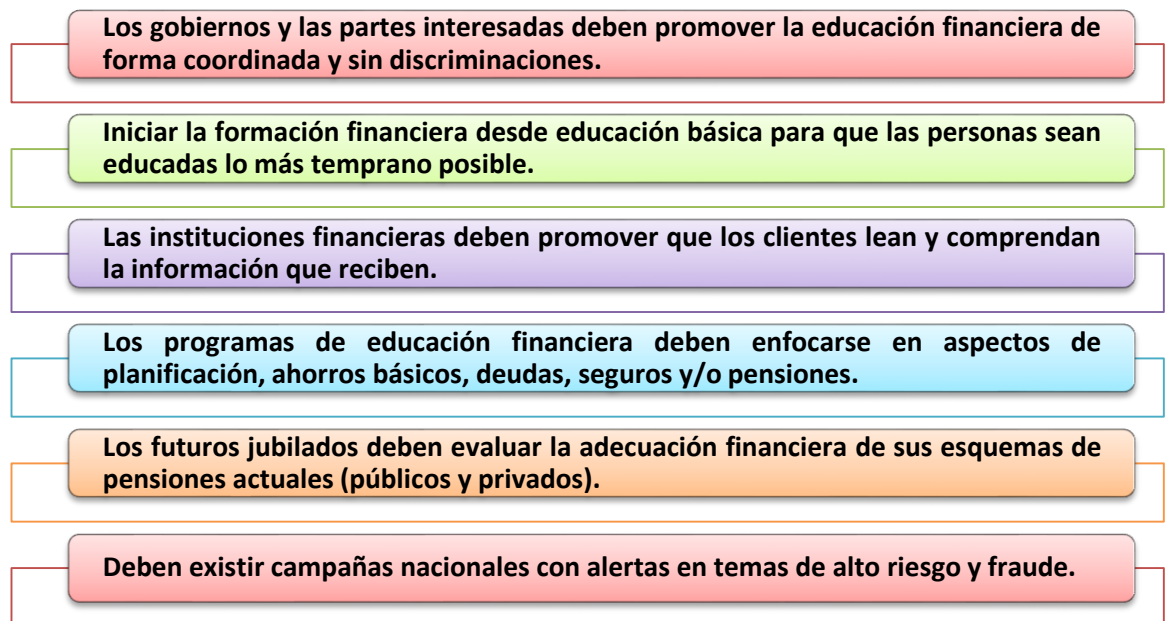 Los gobiernos y las partes interesadas deben promover la educación financiera de
forma coordinada y sin discriminaciones.
Iniciar la formación financiera desde educación básica para que las personas sean
educadas lo más temprano posible.
Las instituciones financieras deben promover que los clientes lean y comprendan
la información que reciben.
Los programas de educación financiera deben enfocarse en aspectos de
planificación, ahorros básicos, deudas, seguros y/o pensiones.
Los futuros jubilados deben evaluar la adecuación financiera de sus esquemas de
pensiones actuales (públicos y privados).
Deben existir campañas nacionales con alertas en temas de alto riesgo y fraude.